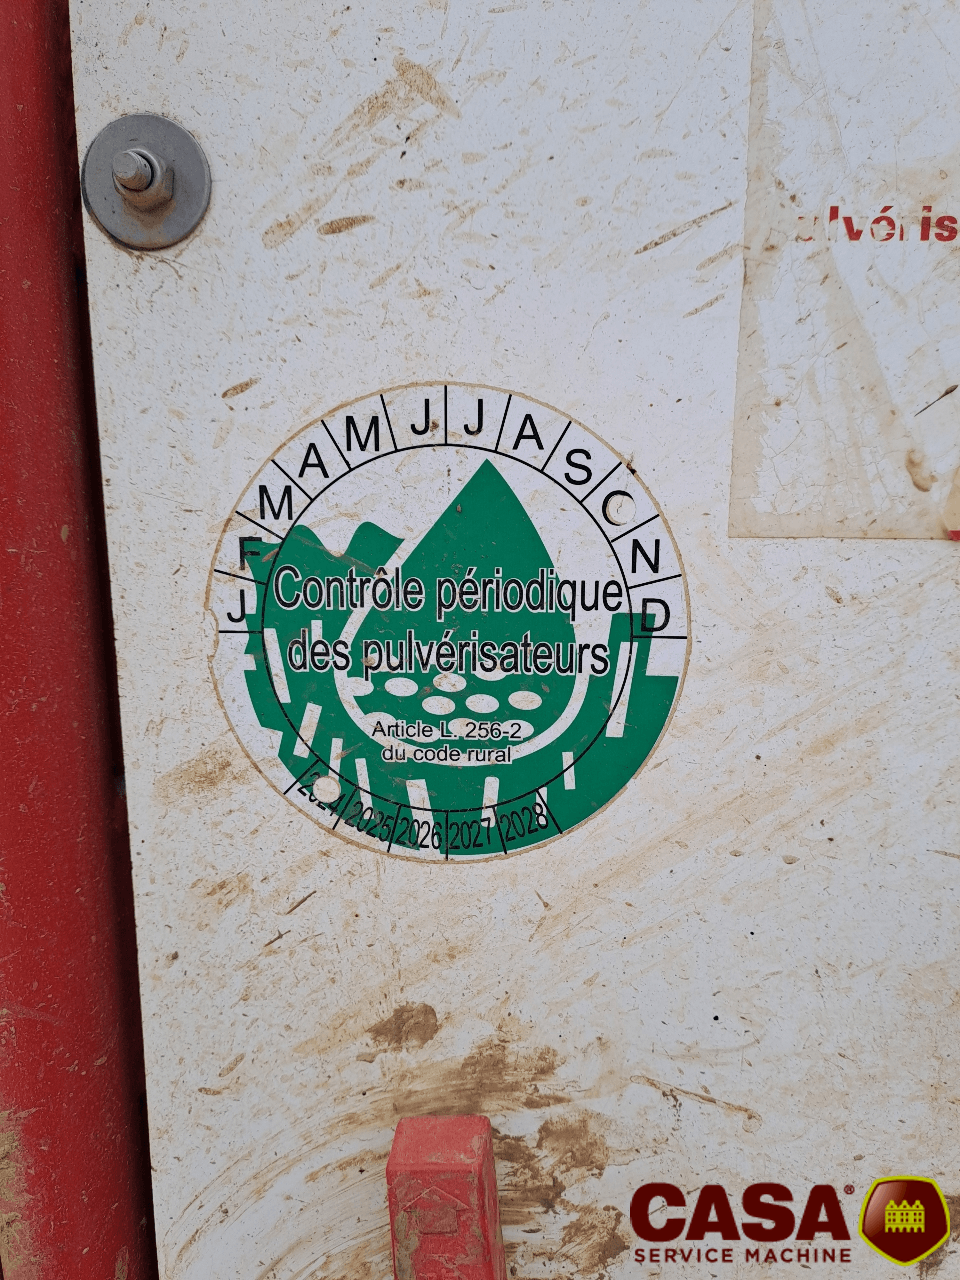 ulvéris
J F M A M J J A S O N D
Contrôle périodique
des pulvérisateurs
Article L. 256-2
du code rural
2024 2025 2026 2027 2028
CASA®
SERVICE MACHINE